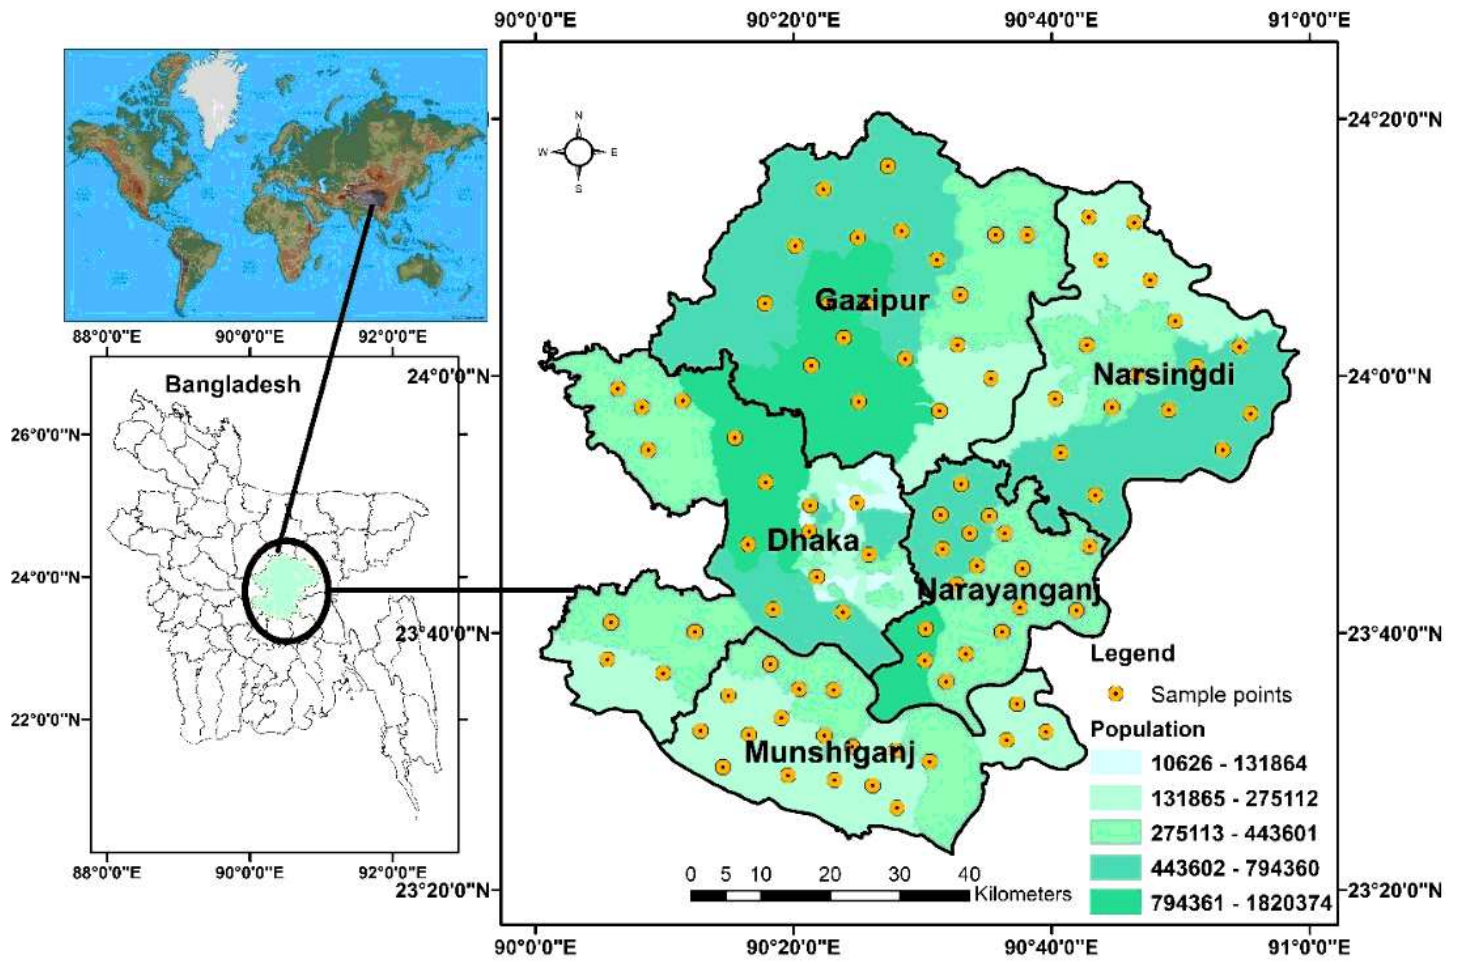 90°0'0"E 90°20'0"E 90°40'0"E 91°0'0"E
N
W E
S
24°20'0"N
24°20'0"N
88°0'0"E 90°0'0"E 92°0'0"E
Bangladesh
26°0'0"N
24°0'0"N
22°0'0"N
88°0'0"E 90°0'0"E 92°0'0"E
24°0'0"N
24°0'0"N
23°40'0"N
23°40'0"N
23°20'0"N
23°20'0"N
Gazipur
Narsingdi
Dhaka
Narayanganj
Munshiganj
Legend
Sample points
Population
10626 - 131864
131865 - 275112
275113 - 443601
443602 - 794360
794361 - 1820374
0 5 10 20 30 40
Kilometers
90°0'0"E 90°20'0"E 90°40'0"E 91°0'0"E